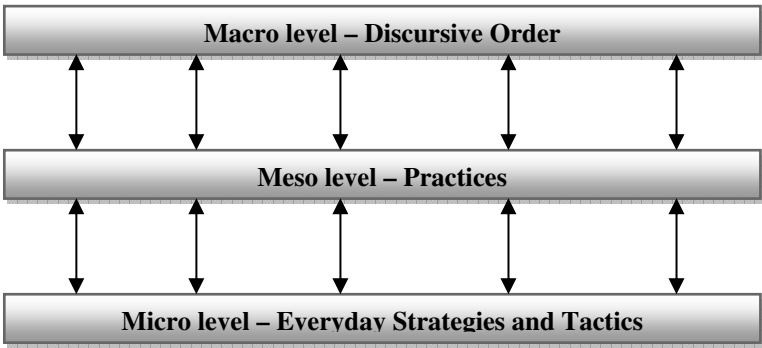 Macro level – Discursive Order
Meso level – Practices
Micro level – Everyday Strategies and Tactics